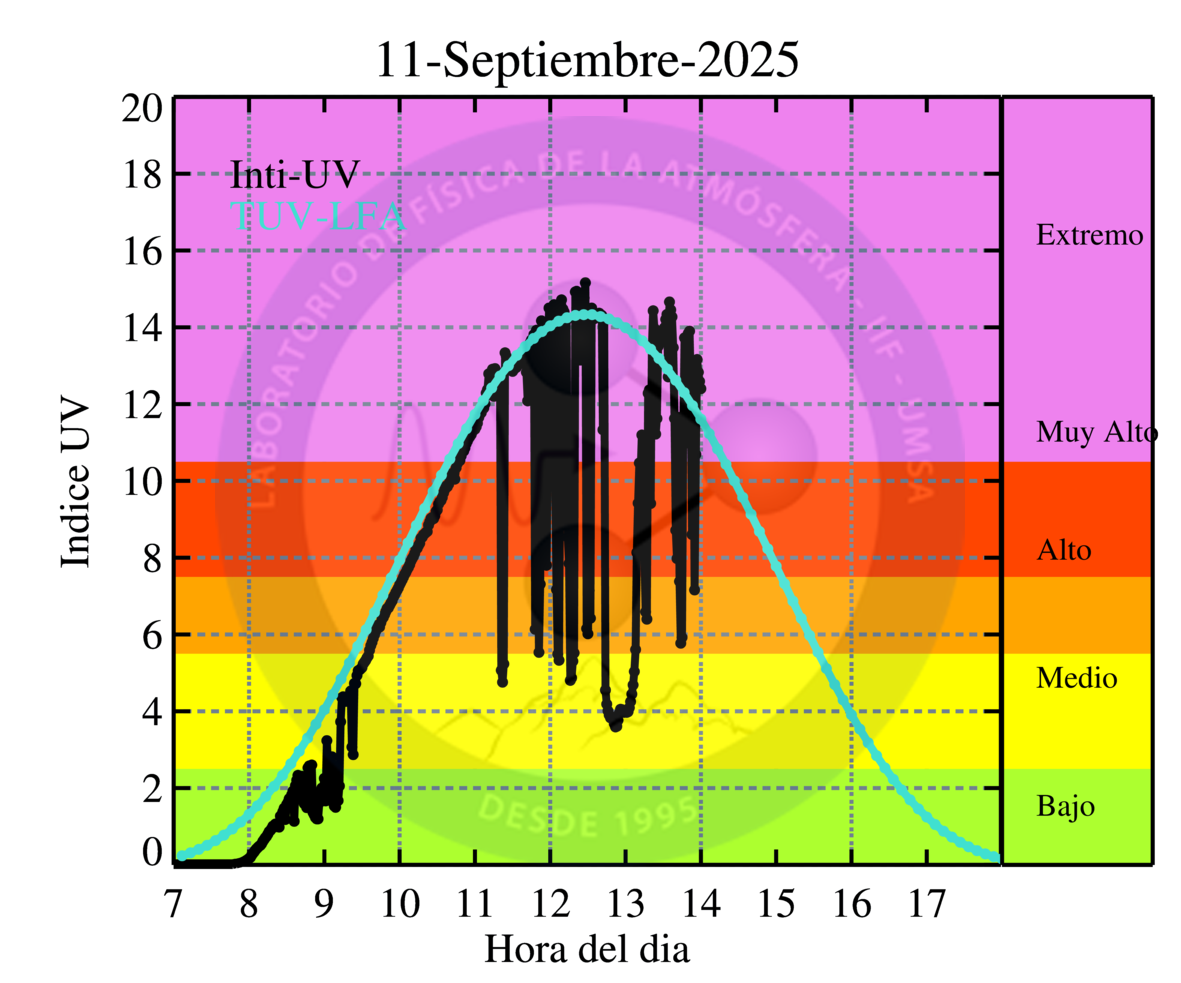 11-Septiembre-2025
Indice UV
20
18
16
14
12
10
8
6
4
2
0
Inti-UV
TUV-LFA
LABORATORIO DE FÍSICA DE LA ATMÓSFERA - IIF - UMSA
DESDE 1995
Extremo
Muy Alto
Alto
Medio
Bajo
7 8 9 10 11 12 13 14 15 16 17
Hora del dia